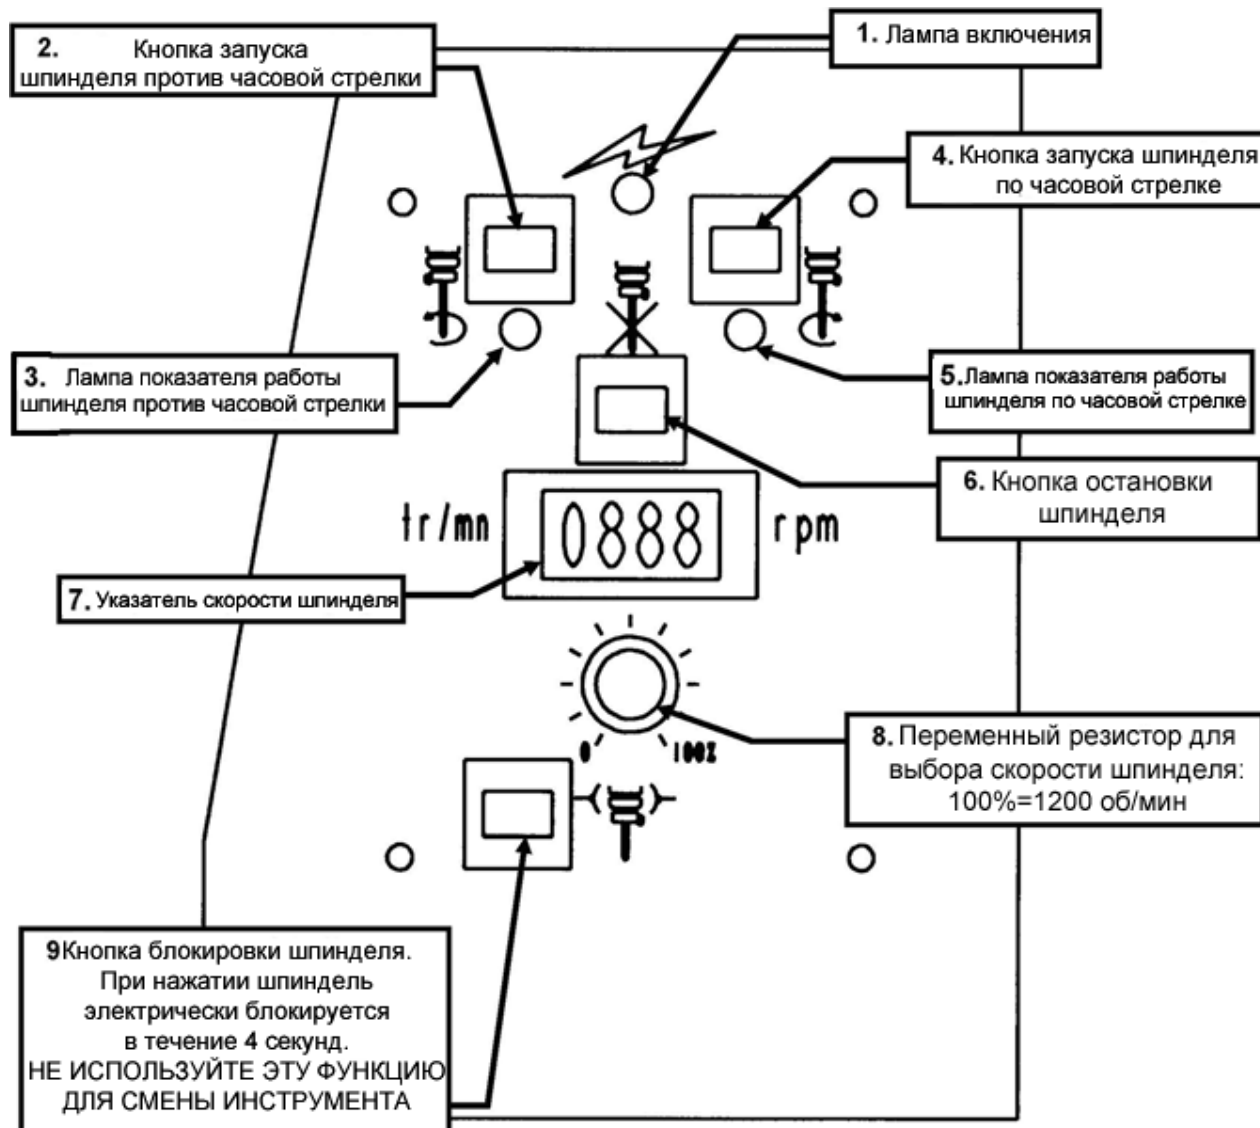 2. Кнопка запуска
шпинделя против часовой стрелки
1. Лампа включения
4. Кнопка запуска шпинделя
по часовой стрелке
3. Лампа показателя работы
шпинделя против часовой стрелки
5. Лампа показателя работы
шпинделя по часовой стрелке
6. Кнопка остановки
шпинделя
tr/mn
0888
rpm
7. Указатель скорости шпинделя
0
100%
8. Переменный резистор для
выбора скорости шпинделя:
100%=1200 об/мин
9 Кнопка блокировки шпинделя.
При нажатии шпиндель
электрически блокируется
в течение 4 секунд.
НЕ ИСПОЛЬЗУЙТЕ ЭТУ ФУНКЦИЮ
ДЛЯ СМЕНЫ ИНСТРУМЕНТА